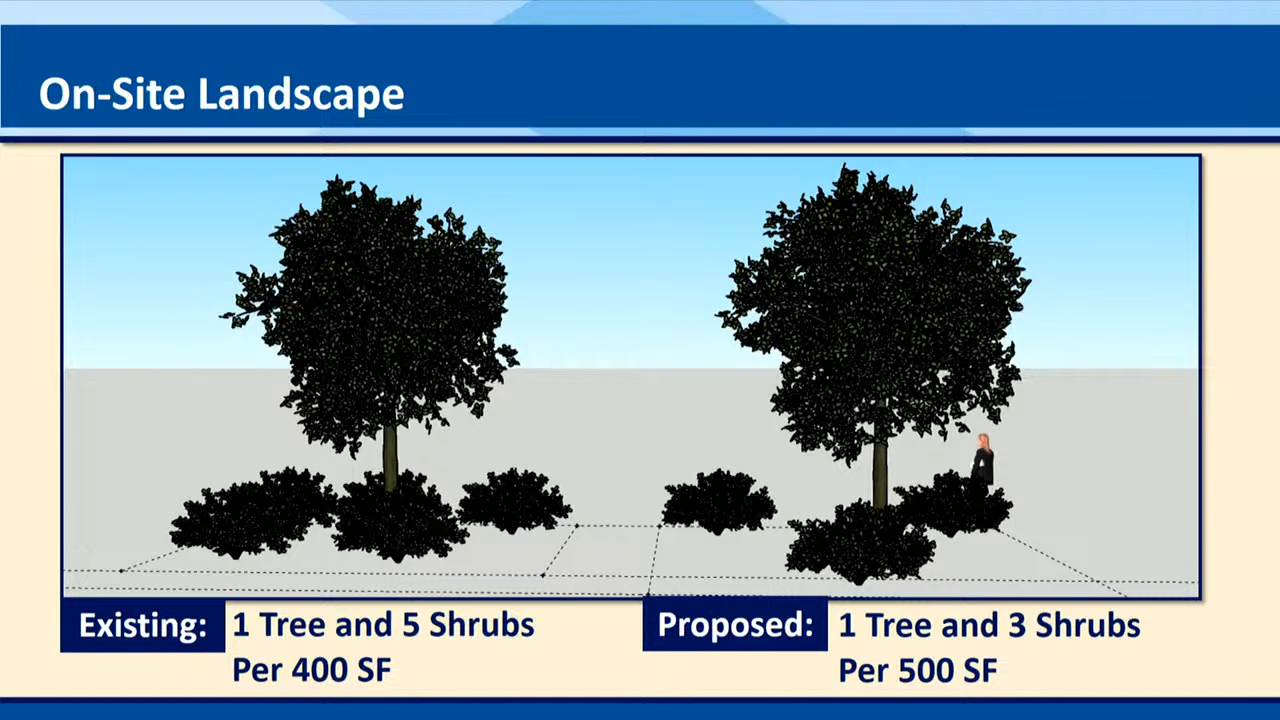 On-Site Landscape
Existing: 1 Tree and 5 Shrubs
Per 400 SF
Proposed: 1 Tree and 3 Shrubs
Per 500 SF